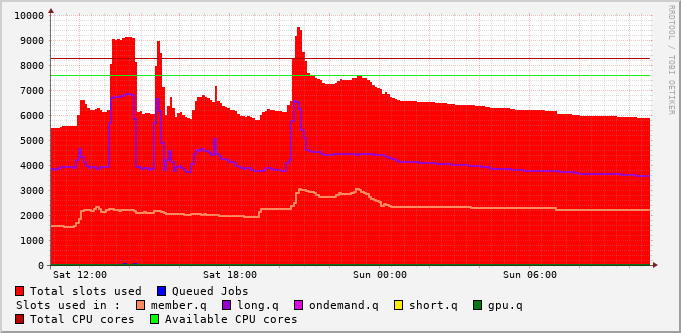 10000
9000
8000
7000
6000
5000
4000
3000
2000
1000
0
Sat 12:00 Sat 18:00 Sun 00:00 Sun 06:00
Total slots used Queued Jobs
Slots used in : member.q long.q ondemand.q short.q gpu.q
Total CPU cores Available CPU cores
RRDTOOL / TOBI OETIKER